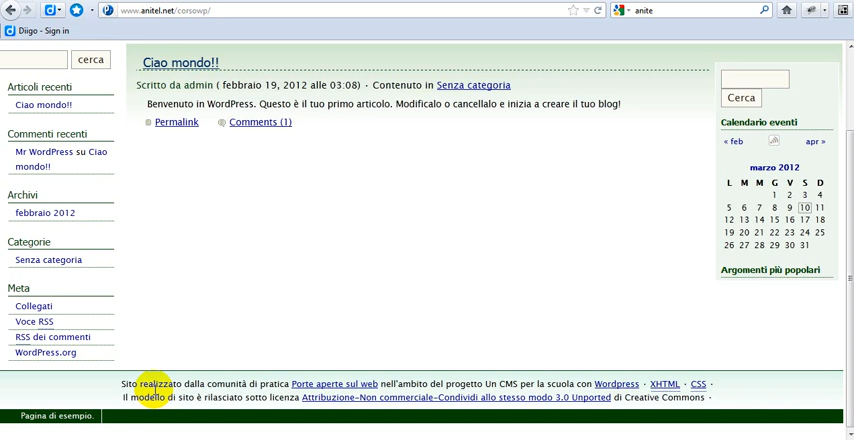 www.anitel.net/corsowp/
anite
Diigo - Sign in
cerca
Articoli recenti
Ciao mondo!!
Commenti recenti
Mr WordPress su Ciao
mondo!!
Archivi
febbraio 2012
Categorie
Senza categoria
Meta
Collegati
Voce RSS
RSS dei commenti
WordPress.org
Ciao mondo!!
Scritto da admin ( febbraio 19, 2012 alle 03:08) · Contenuto in Senza categoria
Benvenuto in WordPress. Questo è il tuo primo articolo. Modificalo o cancellalo e inizia a creare il tuo blog!
Permalink Comments (1)
Cerca
Calendario eventi
« feb apr »
marzo 2012
L M M G V S D
1 2 3 4
5 6 7 8 9 10 11
12 13 14 15 16 17 18
19 20 21 22 23 24 25
26 27 28 29 30 31
Argomenti più popolari
Sito realizzato dalla comunità di pratica Porte aperte sul web nell'ambito del progetto Un CMS per la scuola con Wordpress · XHTML · CSS ·
Il modello di sito è rilasciato sotto licenza Attribuzione-Non commerciale-Condividi allo stesso modo 3.0 Unported di Creative Commons ·
Pagina di esempio.